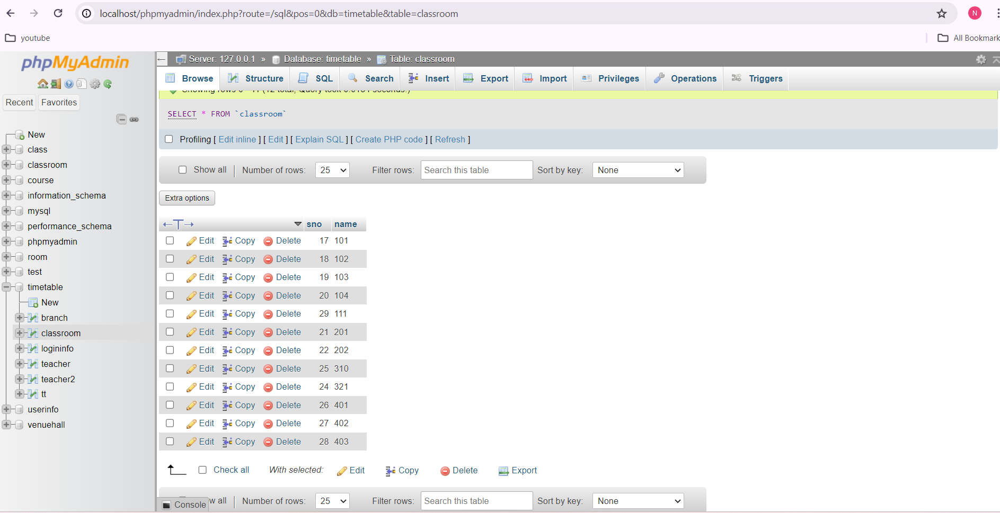 localhost/phpmyadmin/index.php?route=/sql&pos=0&db=timetable&table=classroom
N
youtube
All Bookmark
phpMyAdmin
Recent Favorites
New
class
classroom
course
information_schema
mysql
performance_schema
phpmyadmin
room
test
timetable
New
branch
classroom
logininfo
teacher
teacher2
tt
userinfo
venuehall
Server: 127.0.0.1 » Database: timetable » Table: classroom
Browse Structure SQL Search Insert Export Import Privileges Operations Triggers
SELECT * FROM `classroom`
Profiling [ Edit inline ] [ Edit ] [ Explain SQL ] [ Create PHP code ] [ Refresh ]
Show all Number of rows: 25 Filter rows: Search this table Sort by key: None
Extra options
←T→ sno name
Edit Copy Delete 17 101
Edit Copy Delete 18 102
Edit Copy Delete 19 103
Edit Copy Delete 20 104
Edit Copy Delete 29 111
Edit Copy Delete 21 201
Edit Copy Delete 22 202
Edit Copy Delete 25 310
Edit Copy Delete 24 321
Edit Copy Delete 26 401
Edit Copy Delete 27 402
Edit Copy Delete 28 403
Check all With selected: Edit Copy Delete Export
w all Number of rows: 25 Filter rows: Search this table Sort by key: None
Console